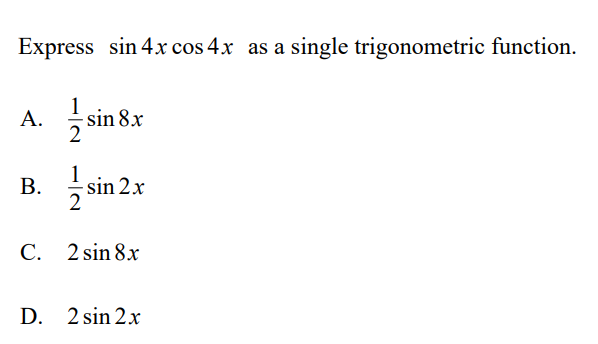 Express sin 4x cos 4x as a single trigonometric function.
A. 1/2 sin 8x
B. 1/2 sin 2x
C. 2 sin 8x
D. 2 sin 2x